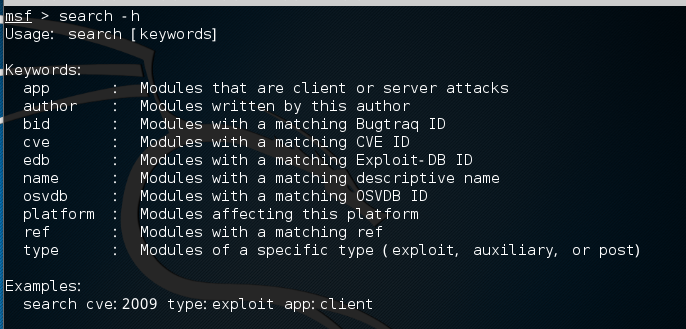 msf > search -h
Usage: search [keywords]
Keywords:
app : Modules that are client or server attacks
author : Modules written by this author
bid : Modules with a matching Bugtraq ID
cve : Modules with a matching CVE ID
edb : Modules with a matching Exploit-DB ID
name : Modules with a matching descriptive name
osvdb : Modules with a matching OSVDB ID
platform : Modules affecting this platform
ref : Modules with a matching ref
type : Modules of a specific type (exploit, auxiliary, or post)
Examples:
search cve:2009 type:exploit app:client